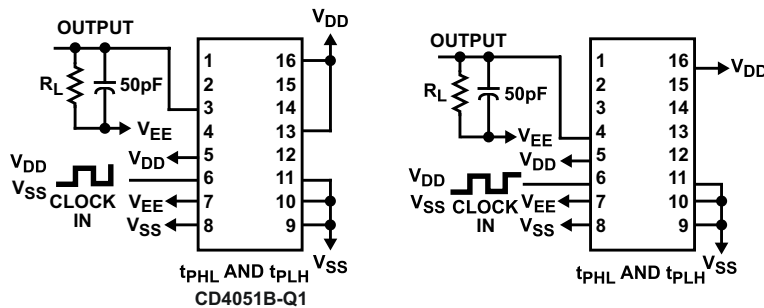 OUTPUT
R_L
50pF
V_EE
V_DD
V_DD
V_SS
CLOCK
IN
V_EE
V_SS
1
2
3
4
5
6
7
8
16
15
14
13
12
11
10
9
V_DD
V_SS
t_PHL AND t_PLH
CD4051B-Q1
OUTPUT
R_L
50pF
V_EE
V_DD
V_DD
V_SS
CLOCK
IN
V_EE
V_SS
1
2
3
4
5
6
7
8
16
15
14
13
12
11
10
9
V_DD
V_SS
t_PHL AND t_PLH